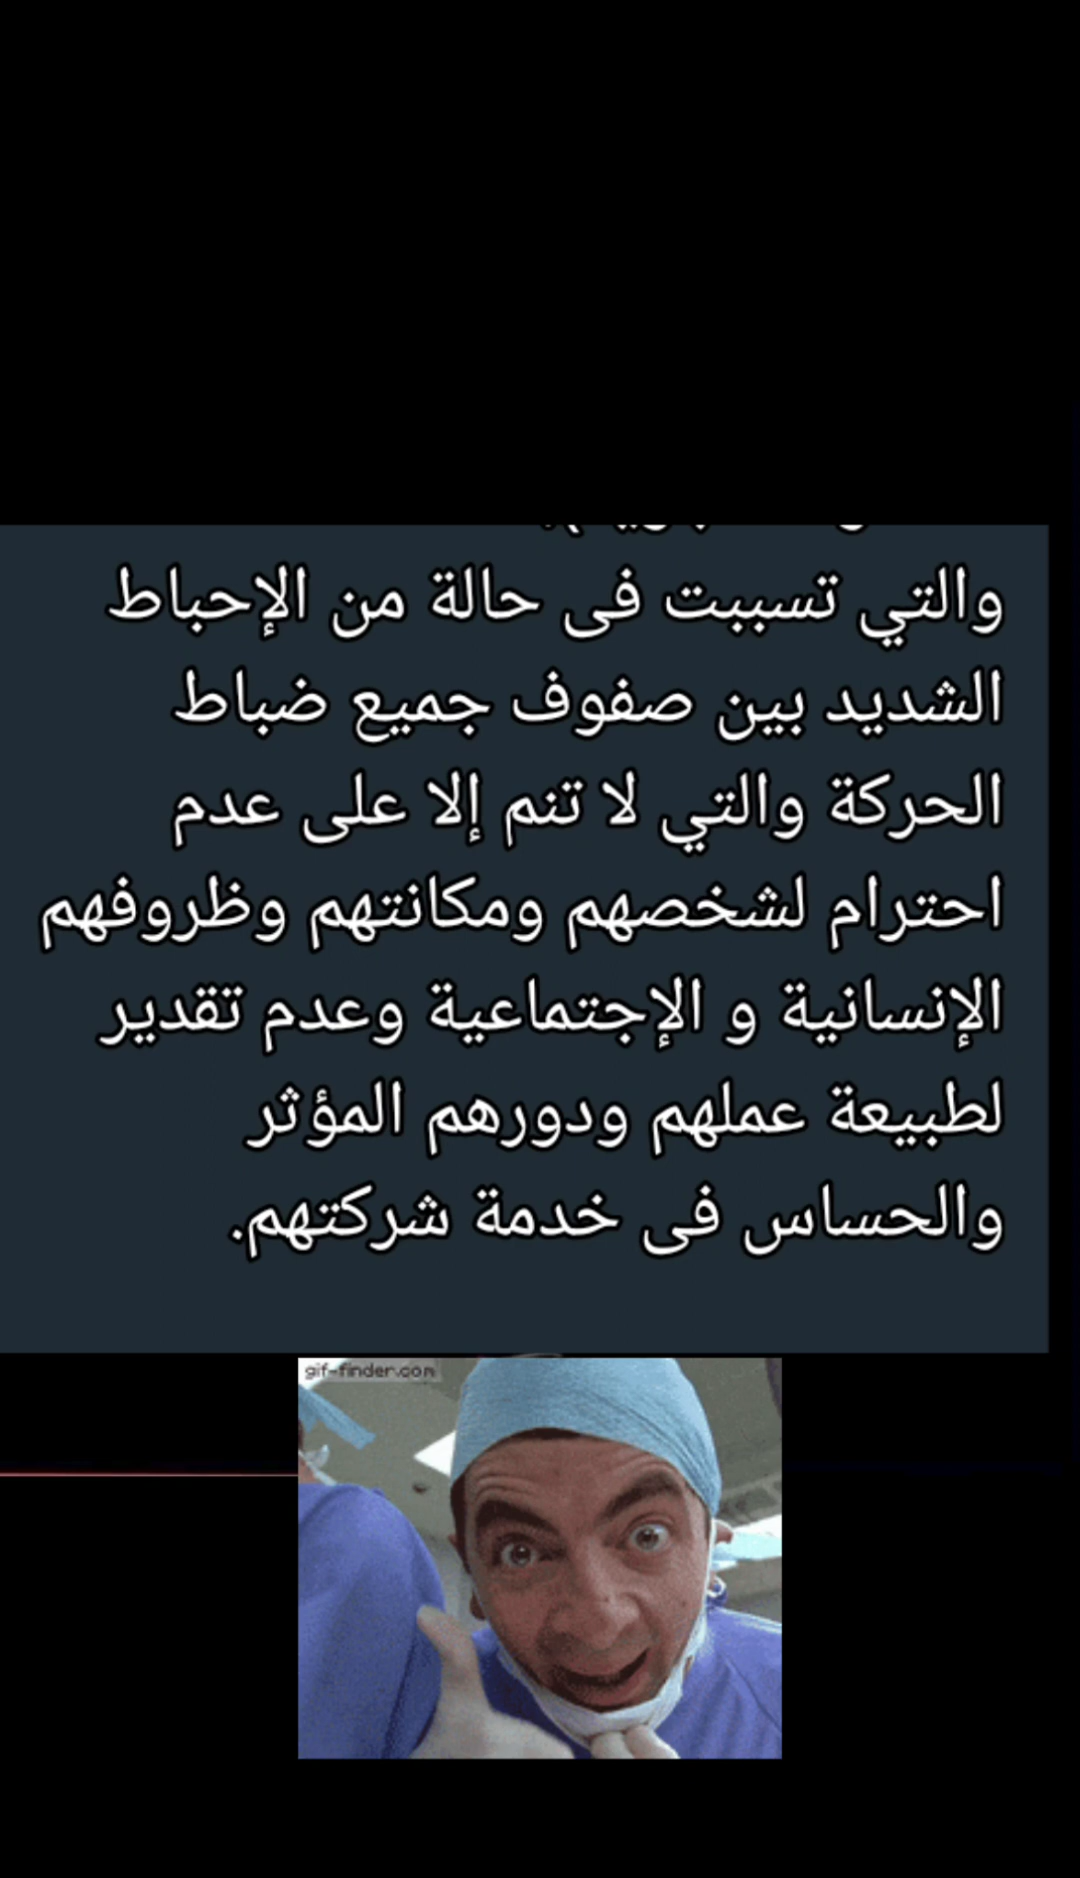 والتي تسببت فى حالة من الإحباط
الشديد بين صفوف جميع ضباط
الحركة والتي لا تنم إلا على عدم
احترام لشخصهم ومكانتهم وظروفهم
الإنسانية و الإجتماعية وعدم تقدير
لطبيعة عملهم ودورهم المؤثر
والحساس فى خدمة شركتهم.
gif-finder.com